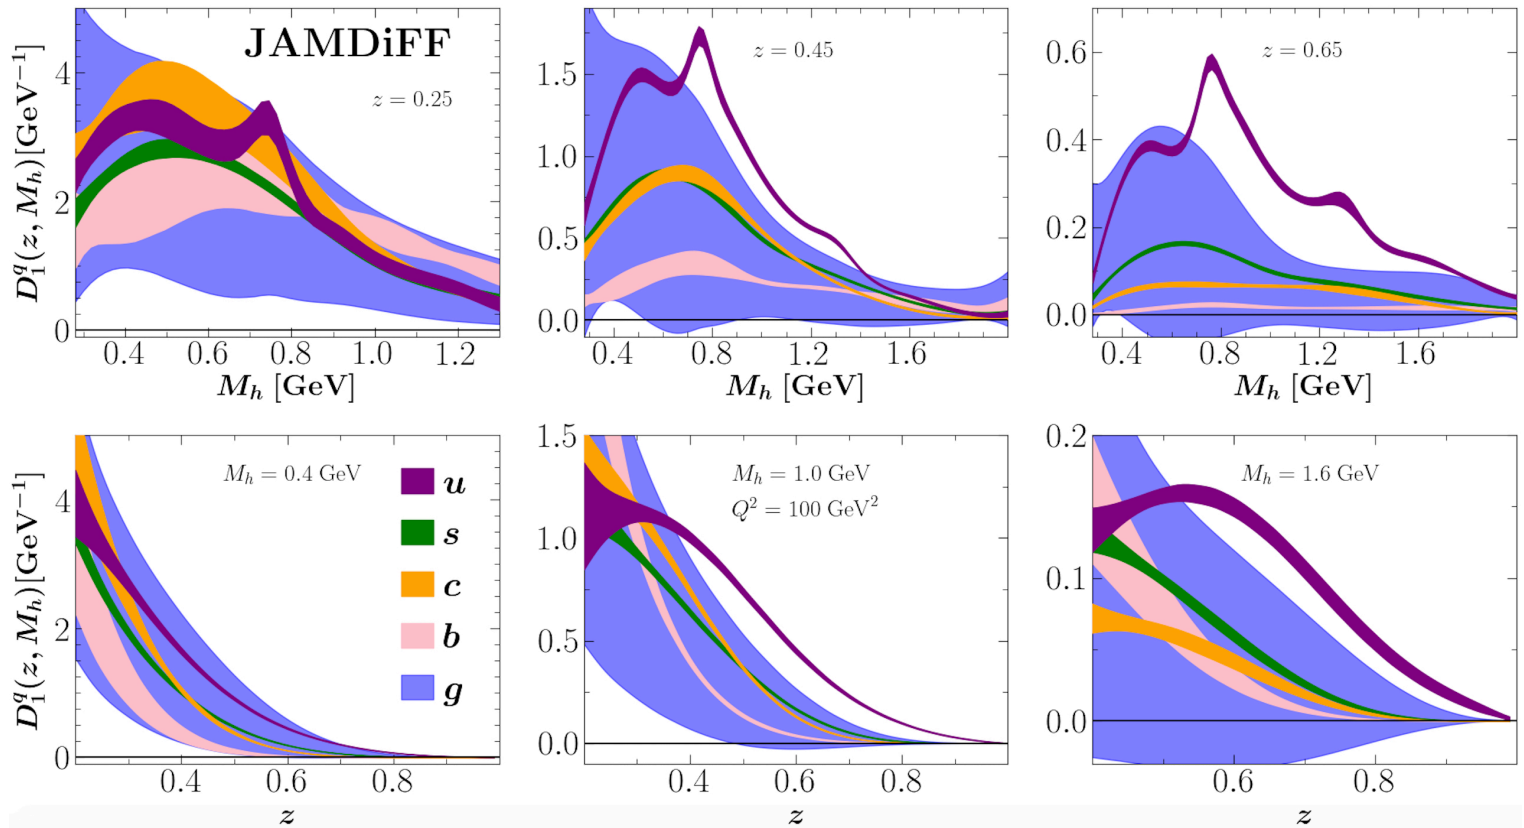 JAMDiFF
z = 0.25
D₁^q(z, M_h)[GeV⁻¹]
4
2
0
0.4 0.6 0.8 1.0 1.2
M_h [GeV]
z = 0.45
1.5
1.0
0.5
0.0
0.4 0.8 1.2 1.6
M_h [GeV]
z = 0.65
0.6
0.4
0.2
0.0
0.4 0.8 1.2 1.6
M_h [GeV]
M_h = 0.4 GeV
D₁^q(z, M_h)[GeV⁻¹]
4
2
0
u
s
c
b
g
0.4 0.6 0.8
z
M_h = 1.0 GeV
Q² = 100 GeV²
1.5
1.0
0.5
0.0
0.4 0.6 0.8
z
M_h = 1.6 GeV
0.2
0.1
0.0
0.6 0.8
z